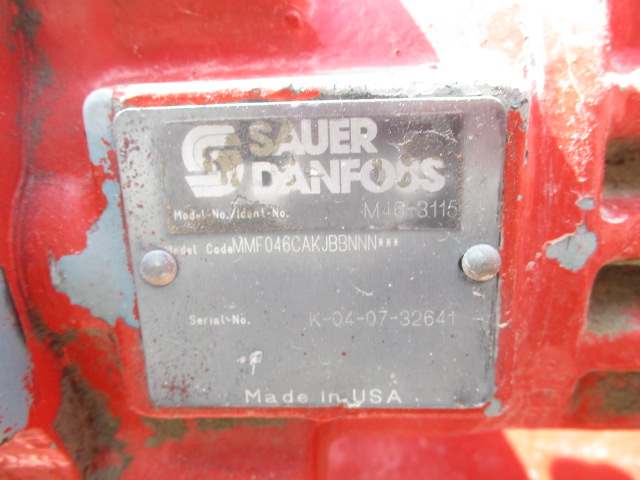 SAUER
DANFOSS
Model-No./Ident-No. M46-3115
Model Code MMF046CAKJBBNNN***
Serial-No. K-04-07-32641
Made in USA